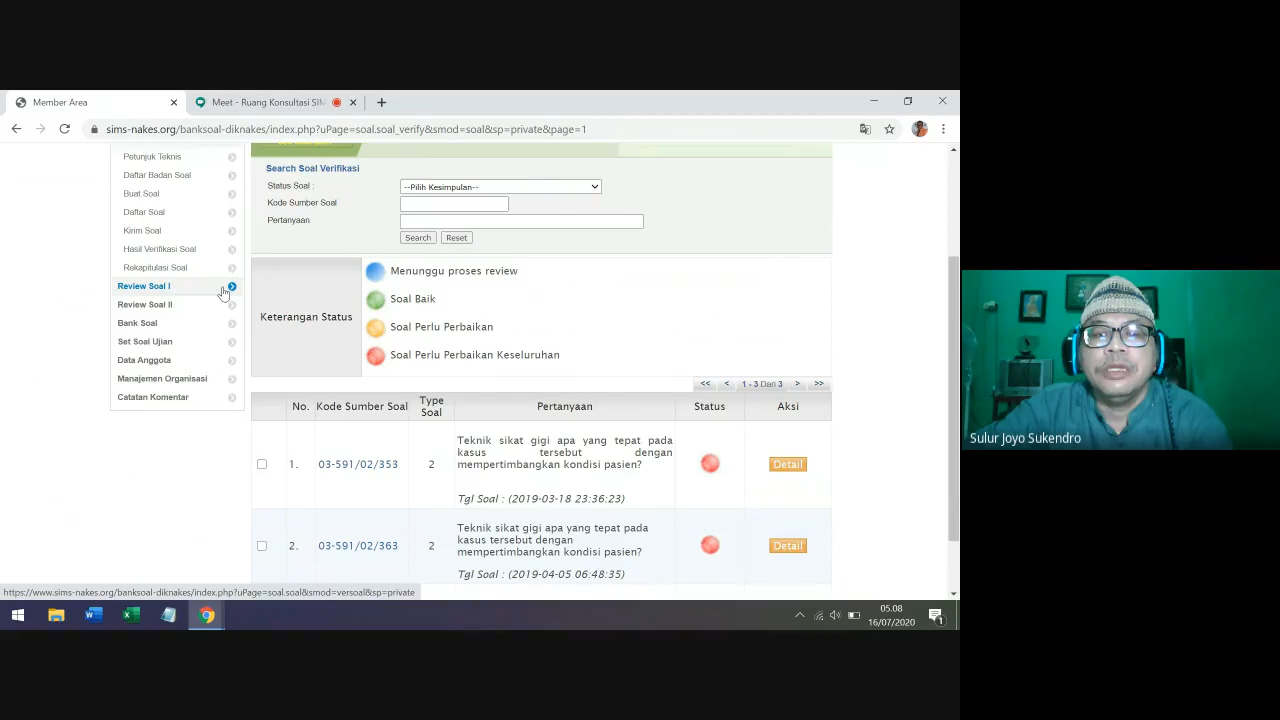 Member Area
Meet - Ruang Konsultasi SIM
sims-nakes.org/banksoal-diknakes/index.php?uPage=soal.soal_verify&smod=soal&sp=private&page=1
Petunjuk Teknis
Daftar Badan Soal
Buat Soal
Daftar Soal
Kirim Soal
Hasil Verifikasi Soal
Rekapitulasi Soal
Review Soal I
Review Soal II
Bank Soal
Set Soal Ujian
Data Anggota
Manajemen Organisasi
Catatan Komentar
Search Soal Verifikasi
Status Soal :
--Pilih Kesimpulan--
Kode Sumber Soal
Pertanyaan
Search Reset
Keterangan Status
Menunggu proses review
Soal Baik
Soal Perlu Perbaikan
Soal Perlu Perbaikan Keseluruhan
<< < 1 - 3 Dari 3 > >>
No. Kode Sumber Soal Type Soal Pertanyaan Status Aksi
1. 03-591/02/353 2
Teknik sikat gigi apa yang tepat pada
kasus tersebut dengan
mempertimbangkan kondisi pasien?
Tgl Soal : (2019-03-18 23:36:23)
Detail
2. 03-591/02/363 2
Teknik sikat gigi apa yang tepat pada
kasus tersebut dengan
mempertimbangkan kondisi pasien?
Tgl Soal : (2019-04-05 06:48:35)
Detail
https://www.sims-nakes.org/banksoal-diknakes/index.php?uPage=soal.soal&smod=versoal&sp=private
05.08
16/07/2020
1
Sulur Joyo Sukendro